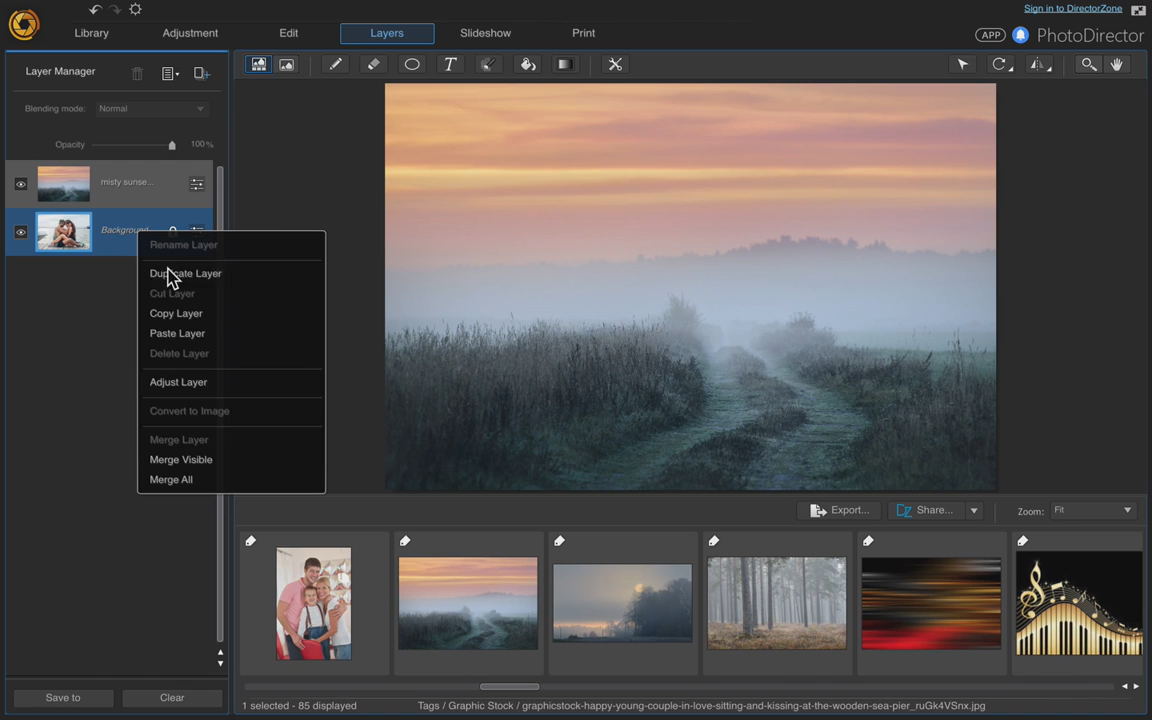 Sign in to DirectorZone
Library
Adjustment
Edit
Layers
Slideshow
Print
APP
PhotoDirector
Layer Manager
Blending mode:
Normal
Opacity
100%
misty sunse...
Background
Rename Layer
Duplicate Layer
Cut Layer
Copy Layer
Paste Layer
Delete Layer
Adjust Layer
Convert to Image
Merge Layer
Merge Visible
Merge All
Export...
Share...
Zoom:
Fit
Save to
Clear
1 selected - 85 displayed
Tags / Graphic Stock / graphicstock-happy-young-couple-in-love-sitting-and-kissing-at-the-wooden-sea-pier_ruGk4VSnx.jpg